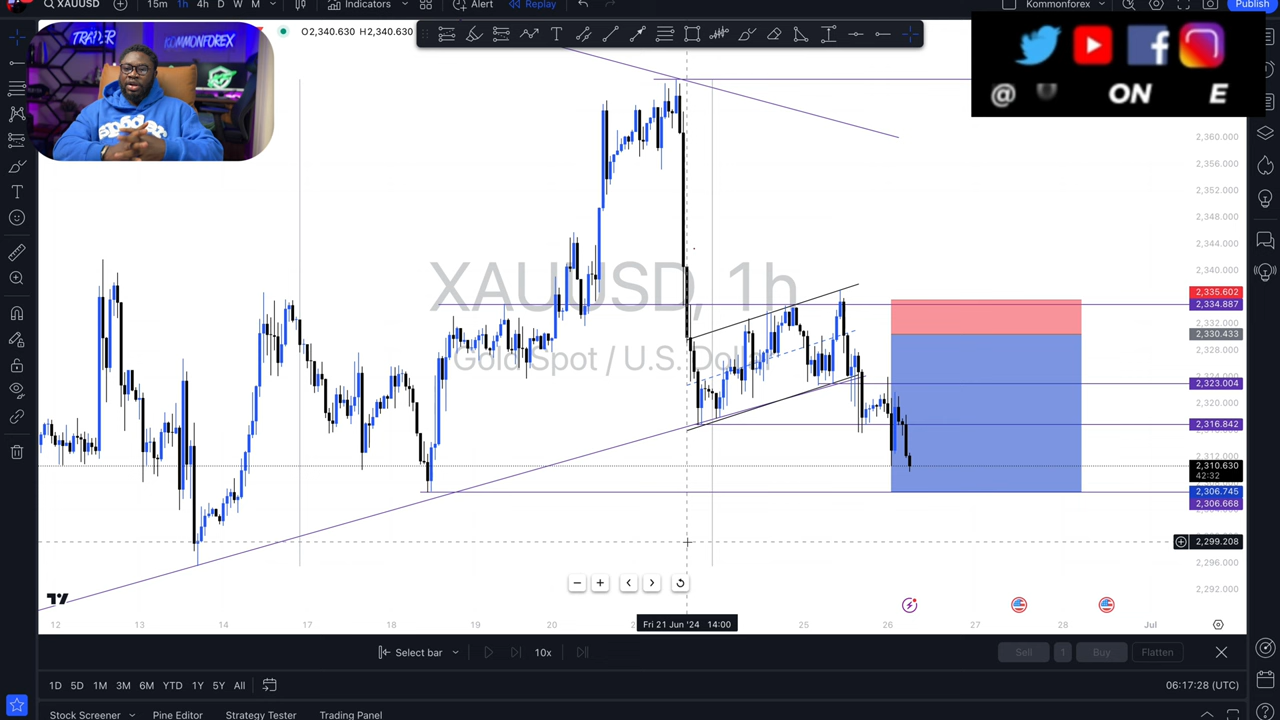 XAUUSD
15m 1h 4h D W M
Indicators
Alert
Replay
Kommonforex
Publish
TRADER
KOMMONFOREX
O2,340.630 H2,340.630
@ ON E
XAUUSD, 1h
Gold Spot / U.S. Dollar
2,360.000
2,356.000
2,352.000
2,348.000
2,344.000
2,340.000
2,335.602
2,334.887
2,332.000
2,330.433
2,328.000
2,323.004
2,320.000
2,316.842
2,312.000
2,310.630
42:32
2,306.745
2,306.668
2,299.208
2,296.000
2,292.000
12 13 14 17 18 19 20 Fri 21 Jun '24 14:00 25 26 27 28 Jul
Select bar
10x
Sell 1 Buy Flatten
1D 5D 1M 3M 6M YTD 1Y 5Y All
06:17:28 (UTC)
Stock Screener Pine Editor Strategy Tester Trading Panel